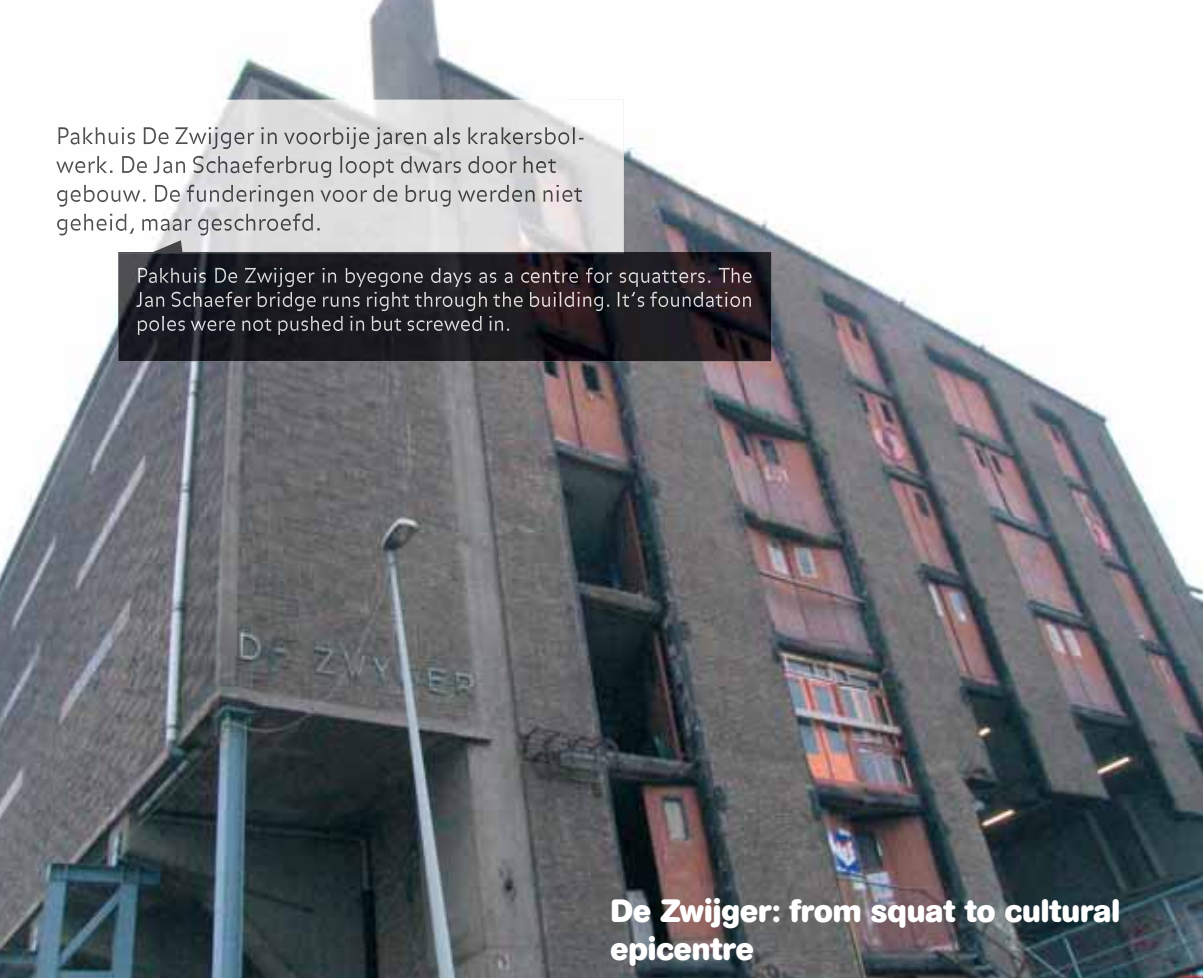 Pakhuis De Zwijger in voorbije jaren als krakersbol-
werk. De Jan Schaeferbrug loopt dwars door het
gebouw. De funderingen voor de brug werden niet
geheid, maar geschroefd.
Pakhuis De Zwijger in byegone days as a centre for squatters. The
Jan Schaefer bridge runs right through the building. It's foundation
poles were not pushed in but screwed in.
DE ZWYGER
De Zwijger: from squat to cultural
epicentre